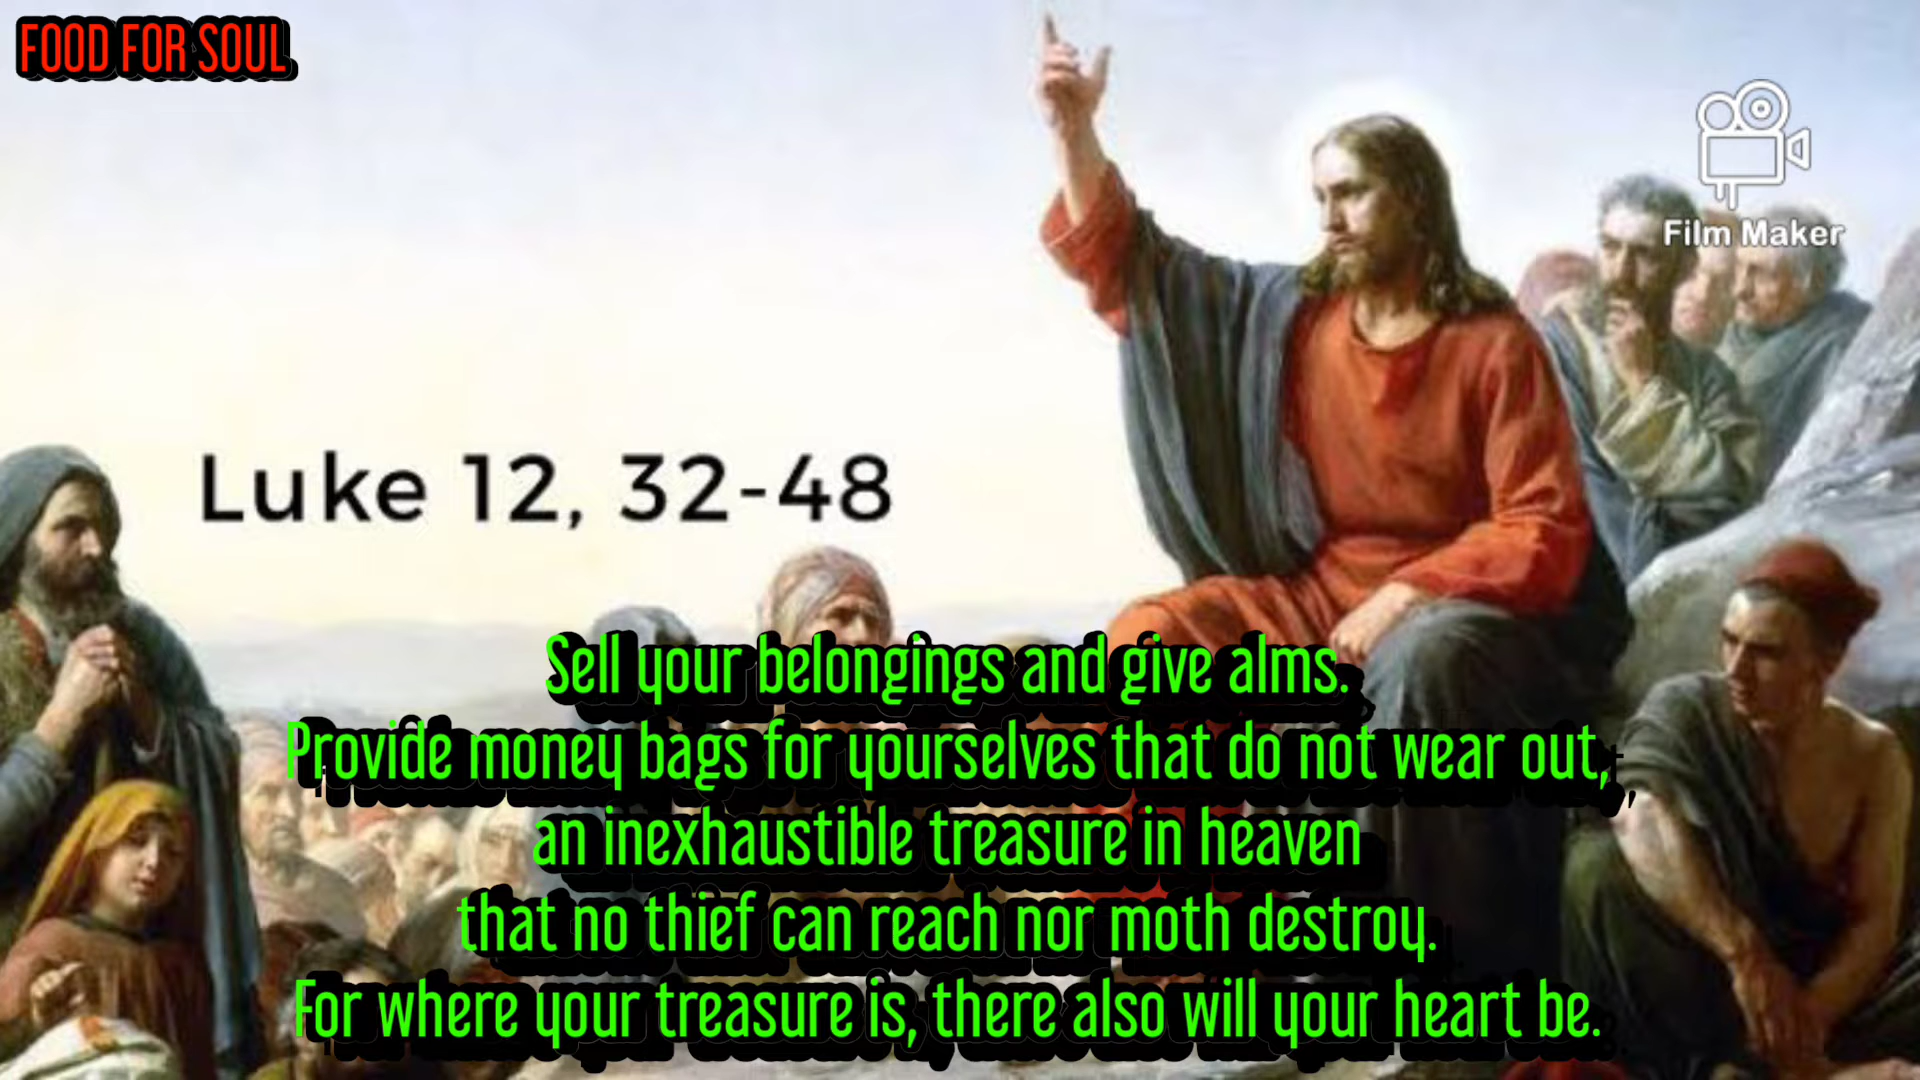 FOOD FOR SOUL
Film Maker
Luke 12, 32-48
Sell your belongings and give alms.
Provide money bags for yourselves that do not wear out,
an inexhaustible treasure in heaven
that no thief can reach nor moth destroy.
For where your treasure is, there also will your heart be.